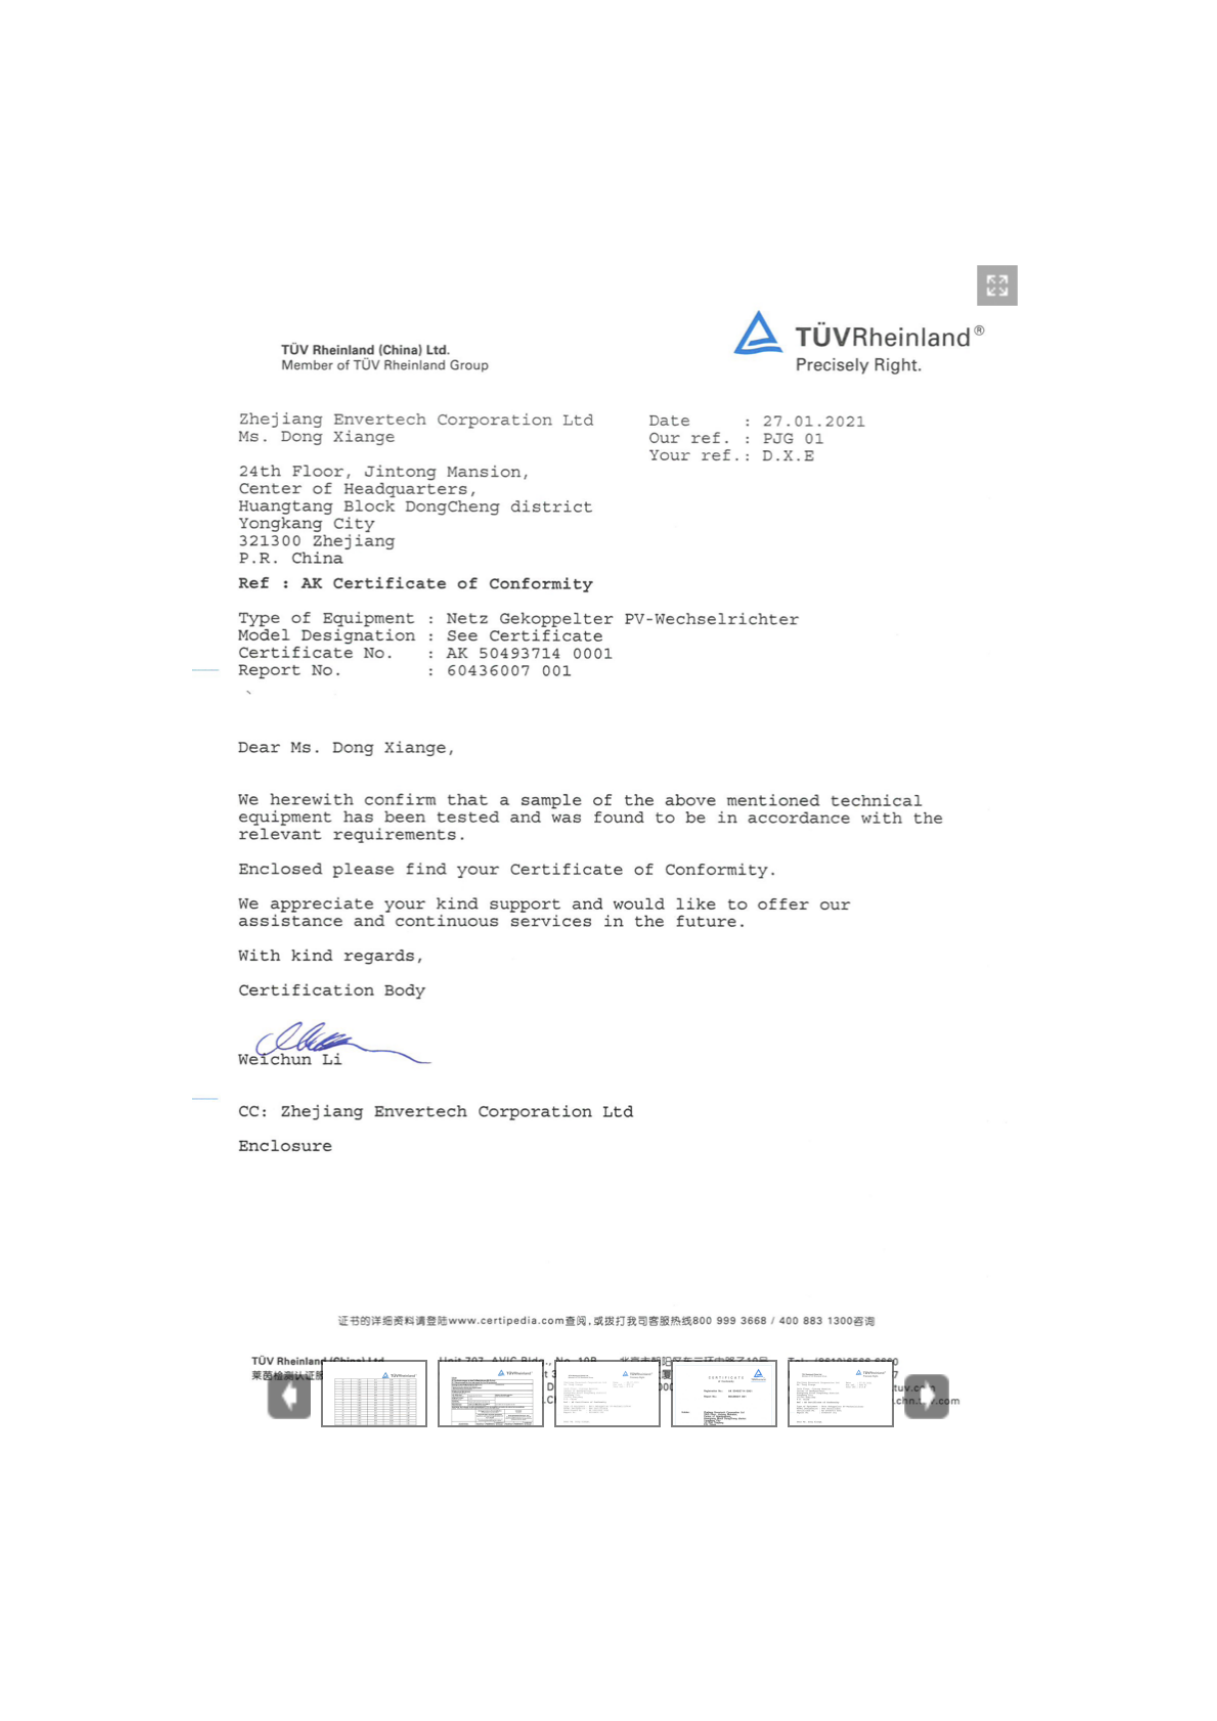 TÜV Rheinland (China) Ltd.
Member of TÜV Rheinland Group
TÜVRheinland®
Precisely Right.
Zhejiang Envertech Corporation Ltd
Ms. Dong Xiange
Date : 27.01.2021
Our ref. : PJG 01
Your ref.: D.X.E
24th Floor, Jintong Mansion,
Center of Headquarters,
Huangtang Block DongCheng district
Yongkang City
321300 Zhejiang
P.R. China
Ref : AK Certificate of Conformity
Type of Equipment : Netz Gekoppelter PV-Wechselrichter
Model Designation : See Certificate
Certificate No. : AK 50493714 0001
Report No. : 60436007 001
Dear Ms. Dong Xiange,
We herewith confirm that a sample of the above mentioned technical
equipment has been tested and was found to be in accordance with the
relevant requirements.
Enclosed please find your Certificate of Conformity.
We appreciate your kind support and would like to offer our
assistance and continuous services in the future.
With kind regards,
Certification Body
Weichun Li
CC: Zhejiang Envertech Corporation Ltd
Enclosure
证书的详细资料请登陆www.certipedia.com查阅,或拨打我司客服热线800 999 3668 / 400 883 1300咨询
TÜV Rheinland
莱茵检测认证服